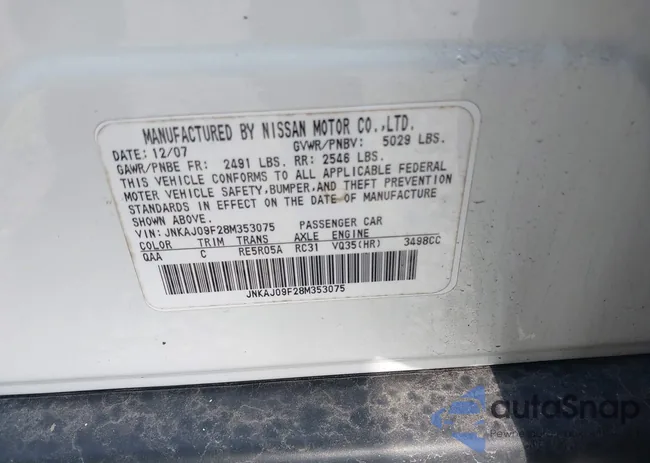 MANUFACTURED BY NISSAN MOTOR CO.,LTD.
DATE: 12/07 GVWR/PNBV: 5029 LBS.
GAWR/PNBE FR: 2491 LBS. RR: 2546 LBS.
THIS VEHICLE CONFORMS TO ALL APPLICABLE FEDERAL
MOTOR VEHICLE SAFETY,BUMPER,AND THEFT PREVENTION
STANDARDS IN EFFECT ON THE DATE OF MANUFACTURE
SHOWN ABOVE.
VIN: JNKAJ09F28M353075 PASSENGER CAR
COLOR TRIM TRANS AXLE ENGINE
QAA C RE5R05A RC31 VQ35(HR) 3498CC
JNKAJ09F28M353075
autoSnap